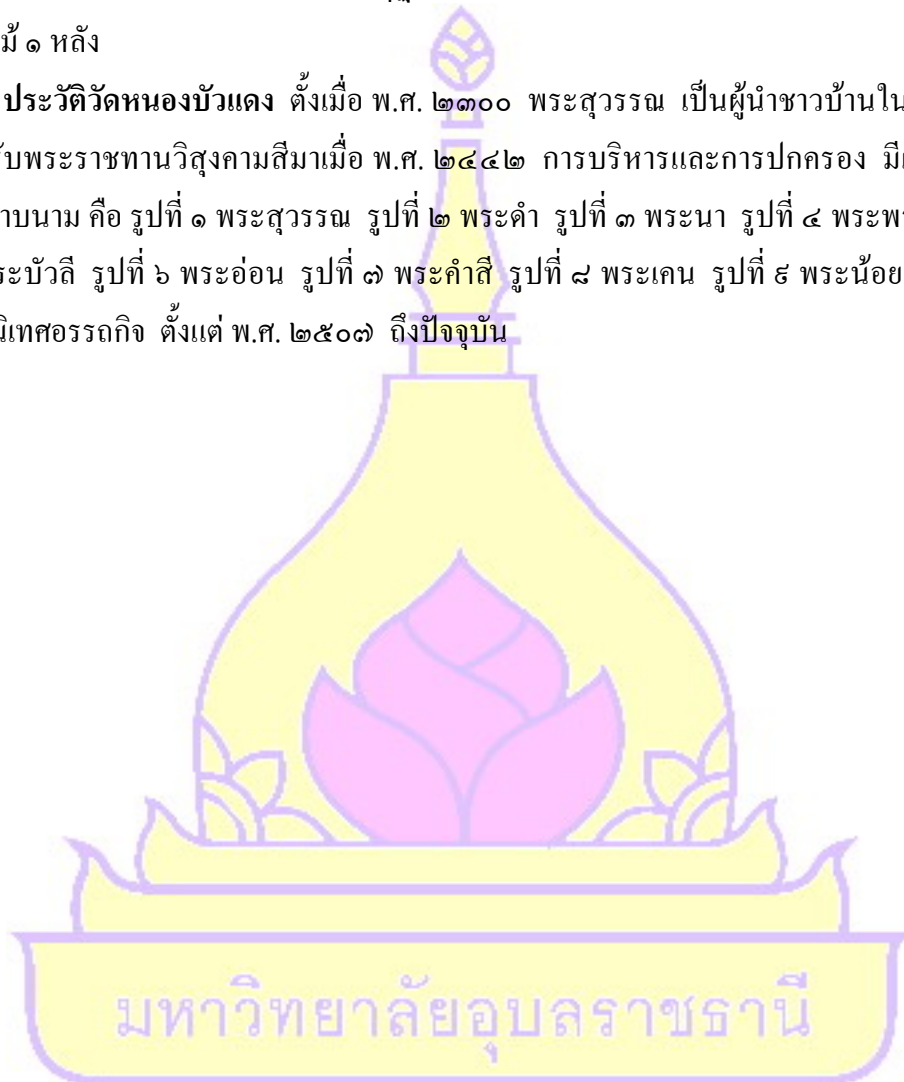 ม้ ๑ หลัง
ประวัติวัดหนองบัวแดง ตั้งเมื่อ พ.ศ. ๒๓๐๐ พระสุวรรณ เป็นผู้นำชาวบ้านใน
ับพระราชทานวิสุงคามสีมาเมื่อ พ.ศ. ๒๔๔๒ การบริหารและการปกครอง มี
าบนาม คือ รูปที่ ๑ พระสุวรรณ รูปที่ ๒ พระดำ รูปที่ ๓ พระนา รูปที่ ๔
ระบัวลี รูปที่ ๖ พระอ่อน รูปที่ ๗ พระคำสี รูปที่ ๘ พระเคน รูปที่ ๙ พระน้อย
นิเทศอรรถกิจ ตั้งแต่ พ.ศ. ๒๕๐๗ ถึงปัจจุบัน
มหาวิทยาลัยอุบลราชธานี